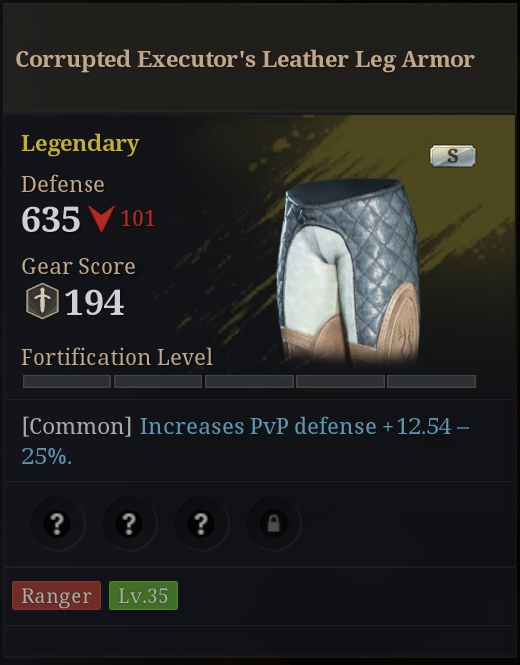 Corrupted Executor's Leather Leg Armor
Legendary
S
Defense
635 101
Gear Score
194
Fortification Level
[Common] Increases PvP defense +12.54 –
25%.
? ? ?
Ranger Lv.35